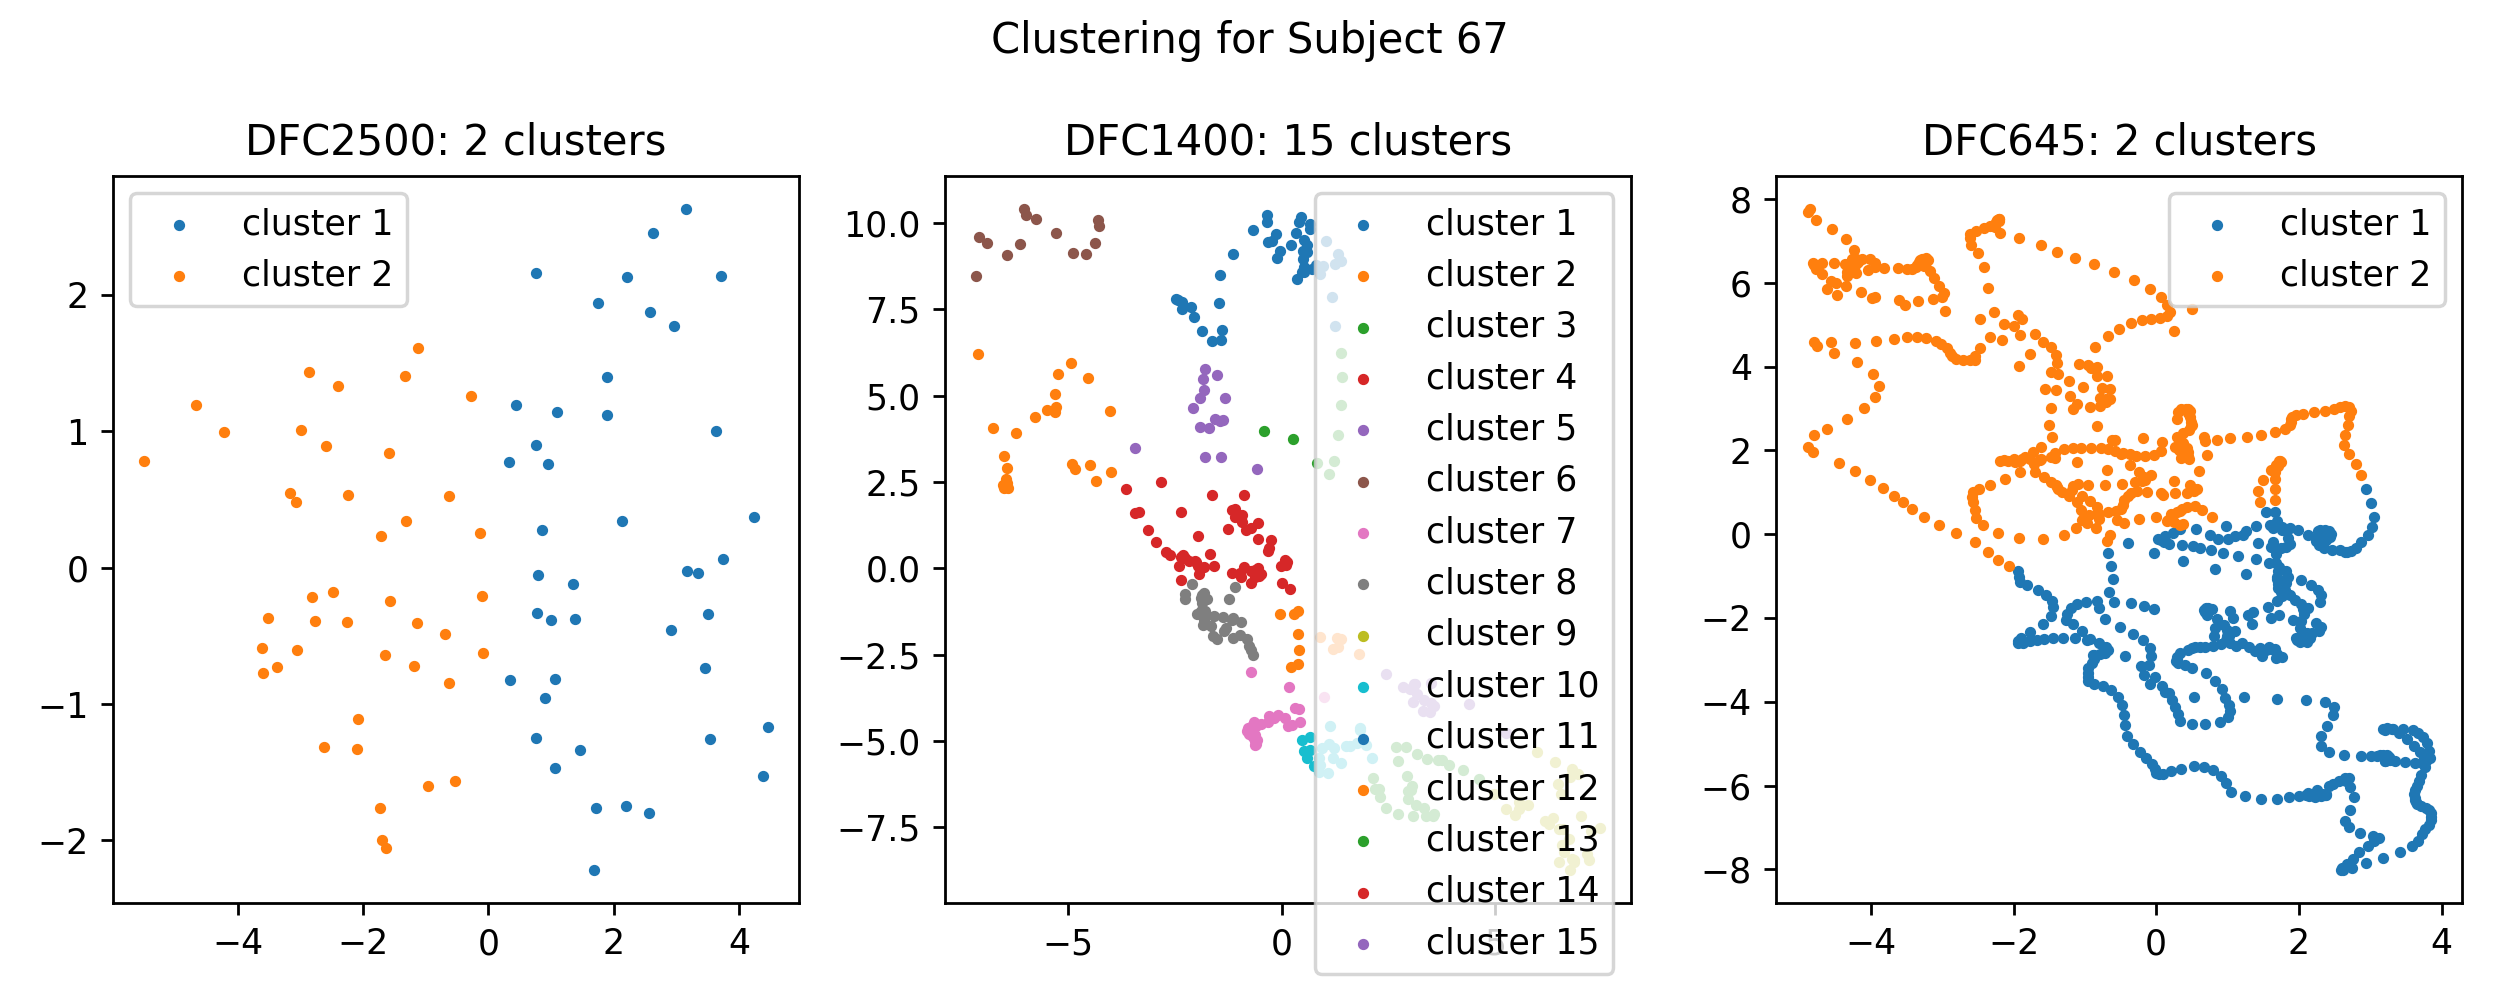 Clustering for Subject 67
DFC2500: 2 clusters
cluster 1
cluster 2
2
1
0
−1
−2
−4
−2
0
2
4
DFC1400: 15 clusters
cluster 1
cluster 2
cluster 3
cluster 4
cluster 5
cluster 6
cluster 7
cluster 8
cluster 9
cluster 10
cluster 11
cluster 12
cluster 13
cluster 14
cluster 15
10.0
7.5
5.0
2.5
0.0
−2.5
−5.0
−7.5
−5
0
5
DFC645: 2 clusters
cluster 1
cluster 2
8
6
4
2
0
−2
−4
−6
−8
−4
−2
0
2
4